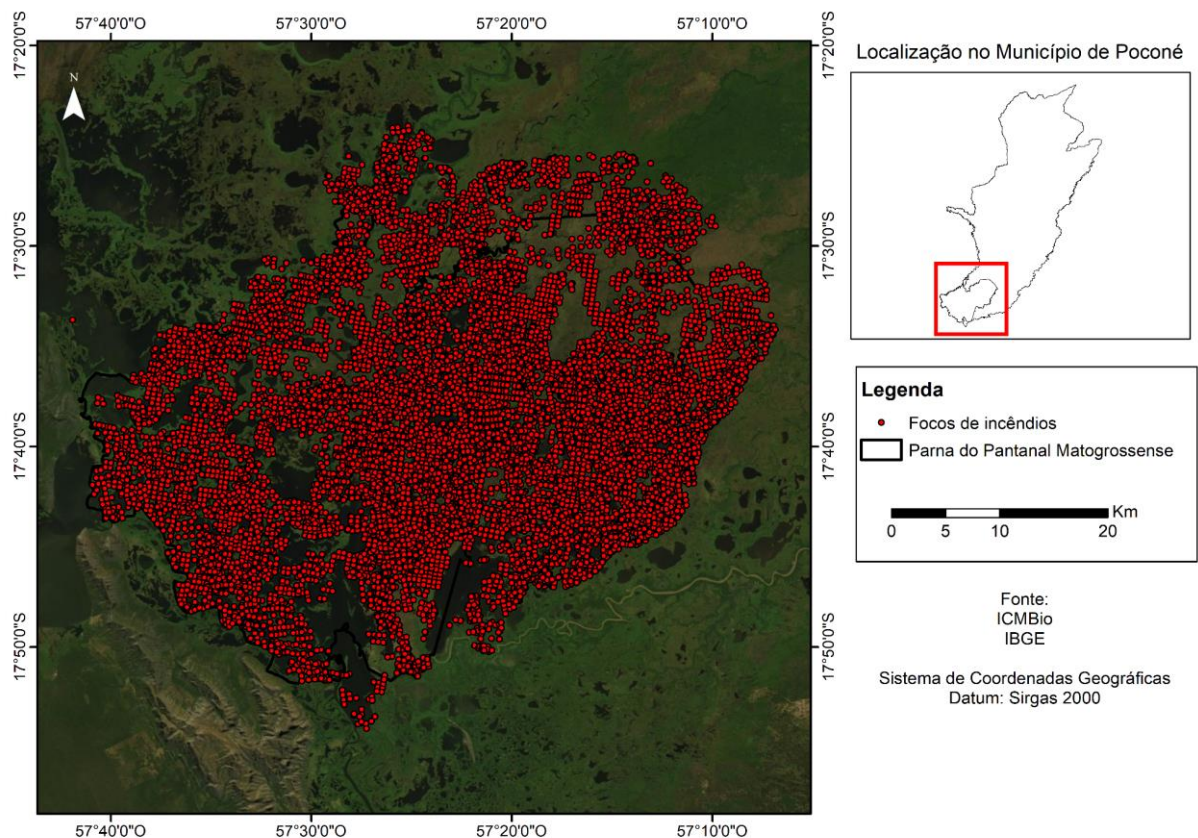 57°40'0"O
57°30'0"O
57°20'0"O
57°10'0"O
17°20'0"S
17°20'0"S
N
17°30'0"S
17°30'0"S
17°40'0"S
17°40'0"S
17°50'0"S
17°50'0"S
57°40'0"O
57°30'0"O
57°20'0"O
57°10'0"O
Localização no Município de Poconé
Legenda
Focos de incêndios
Parna do Pantanal Matogrossense
Km
0 5 10 20
Fonte:
ICMBio
IBGE
Sistema de Coordenadas Geográficas
Datum: Sirgas 2000